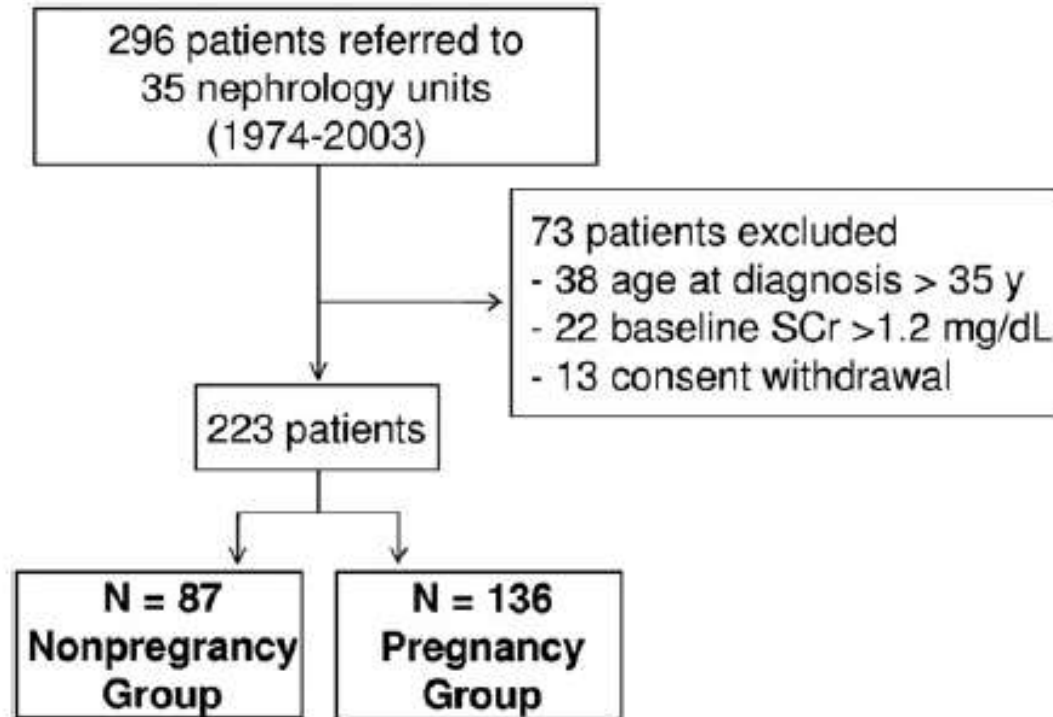 296 patients referred to
35 nephrology units
(1974-2003)
73 patients excluded
- 38 age at diagnosis > 35 y
- 22 baseline SCr >1.2 mg/dL
- 13 consent withdrawal
223 patients
N = 87
Nonpregrancy
Group
N = 136
Pregnancy
Group